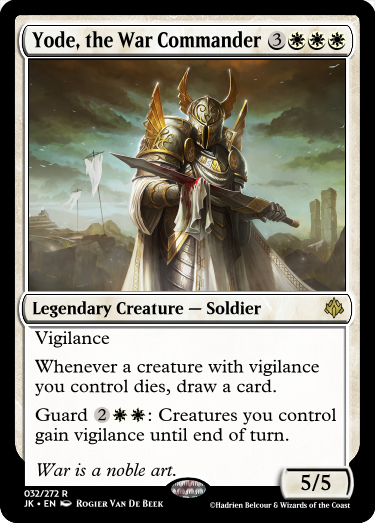 Yode, the War Commander 3
Legendary Creature — Soldier
Vigilance
Whenever a creature with vigilance
you control dies, draw a card.
Guard 2: Creatures you control
gain vigilance until end of turn.
War is a noble art.
5/5
032/272 R
JK • EN Rogier Van De Beek
©Hadrien Belcour & Wizards of the Coast